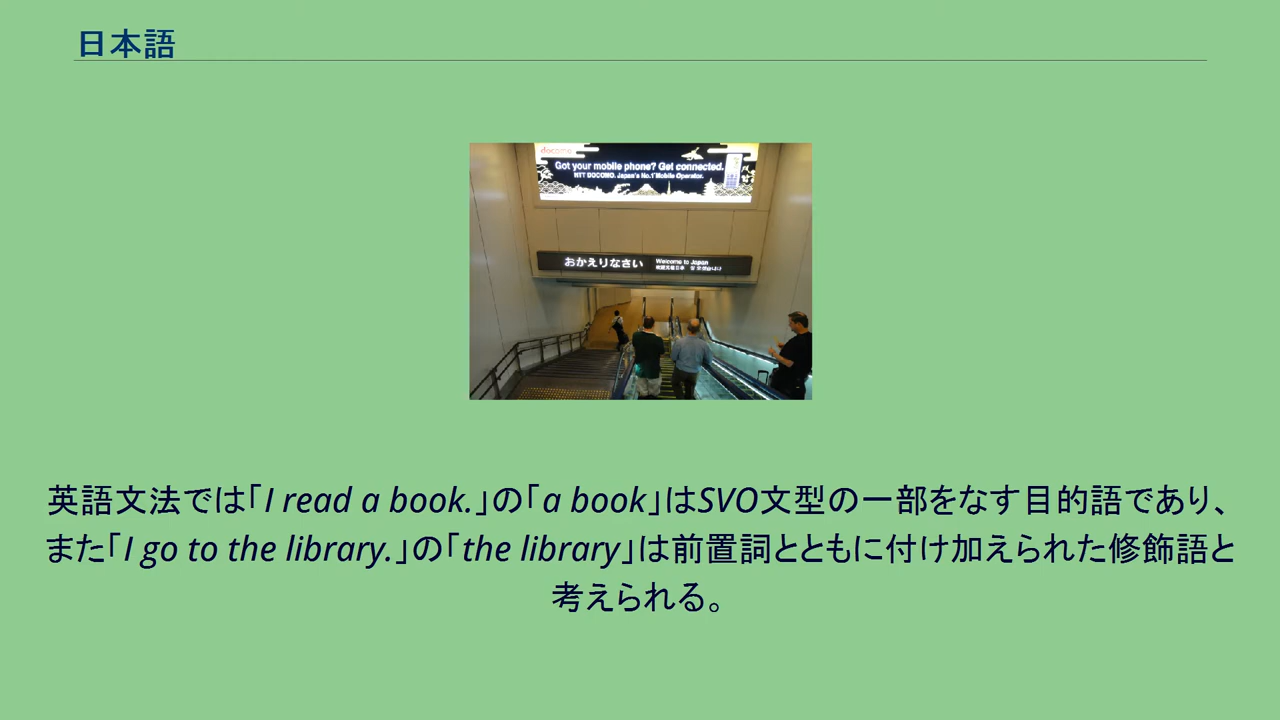 日本語
docomo
Got your mobile phone? Get connected.
NTT DOCOMO. Japan's No.1 Mobile Operator.
おかえりなさい
Welcome to Japan
英語文法では「I read a book.」の「a book」はSVO文型の一部をなす目的語であり、
また「I go to the library.」の「the library」は前置詞とともに付け加えられた修飾語と
考えられる。